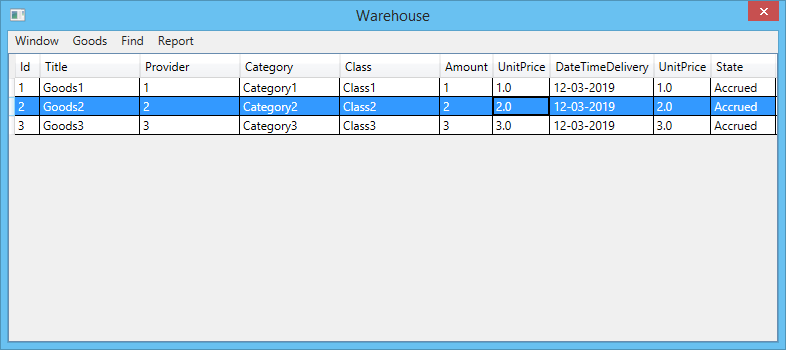 Warehouse
Window Goods Find Report
Id Title Provider Category Class Amount UnitPrice DateTimeDelivery UnitPrice State
1 Goods1 1 Category1 Class1 1 1.0 12-03-2019 1.0 Accrued
2 Goods2 2 Category2 Class2 2 2.0 12-03-2019 2.0 Accrued
3 Goods3 3 Category3 Class3 3 3.0 12-03-2019 3.0 Accrued